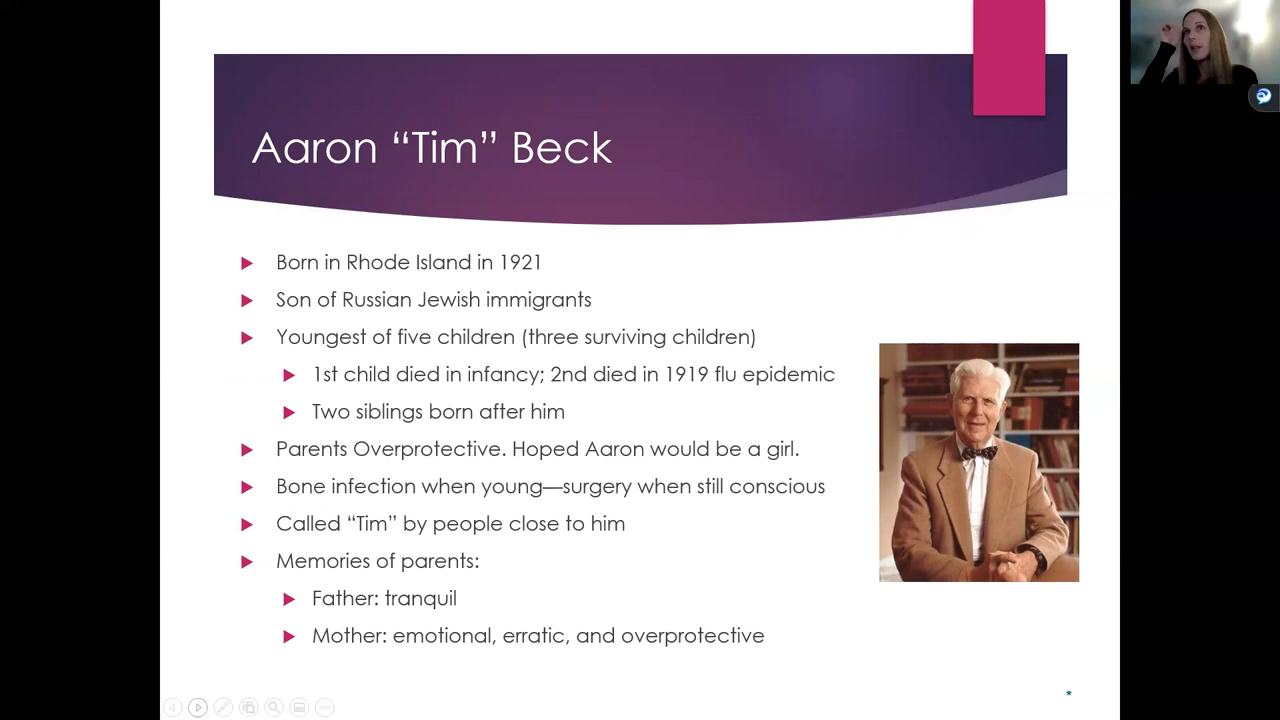 Aaron “Tim” Beck
Born in Rhode Island in 1921
Son of Russian Jewish immigrants
Youngest of five children (three surviving children)
1st child died in infancy; 2nd died in 1919 flu epidemic
Two siblings born after him
Parents Overprotective. Hoped Aaron would be a girl.
Bone infection when young—surgery when still conscious
Called “Tim” by people close to him
Memories of parents:
Father: tranquil
Mother: emotional, erratic, and overprotective
*